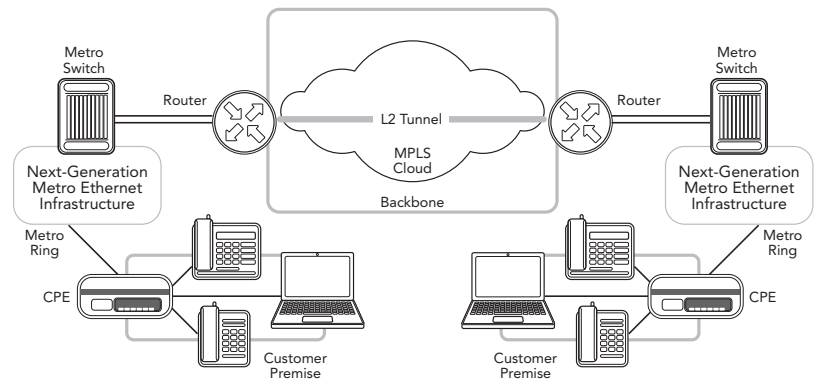 Metro
Switch
Metro
Switch
Router
Router
L2 Tunnel
MPLS
Cloud
Next-Generation
Metro Ethernet
Infrastructure
Next-Generation
Metro Ethernet
Infrastructure
Backbone
Metro
Ring
Metro
Ring
CPE
CPE
Customer
Premise
Customer
Premise